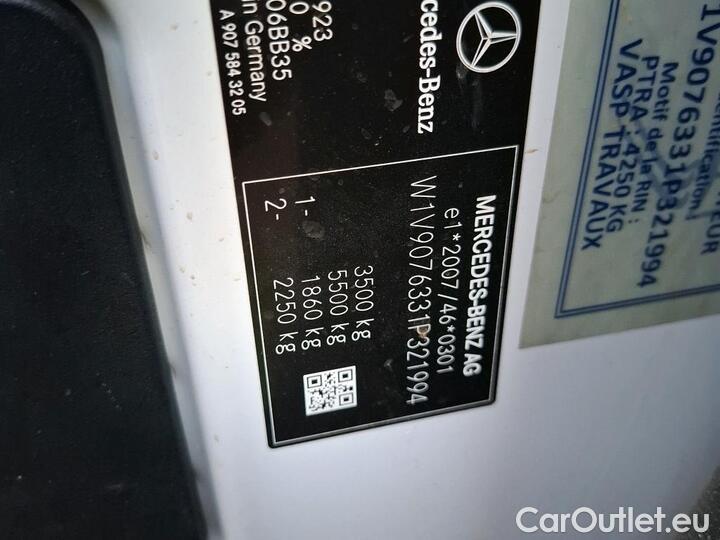 923
0 %
06BB35
in Germany
A 907 584 32 05
cedes-Benz
MERCEDES-BENZ AG
e1*2007/46*0301
W1V9076331P321994
3500 kg
5500 kg
1- 1860 kg
2- 2250 kg
1V9076331P321994
Motif de la RIN :
PTRA : 4250 KG
VASP TRAVAUX
CarOutlet.eu